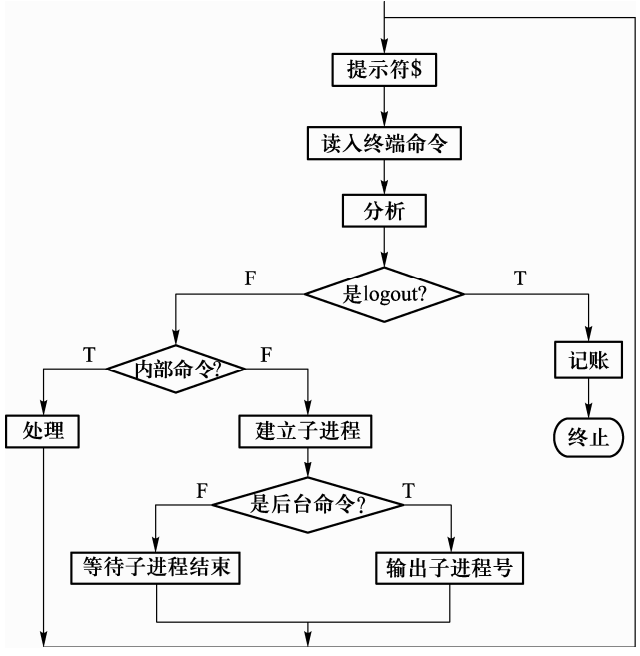 提示符$
读入终端命令
分析
F
是logout?
T
T
内部命令?
F
记账
处理
建立子进程
终止
F
是后台命令?
T
等待子进程结束
输出子进程号